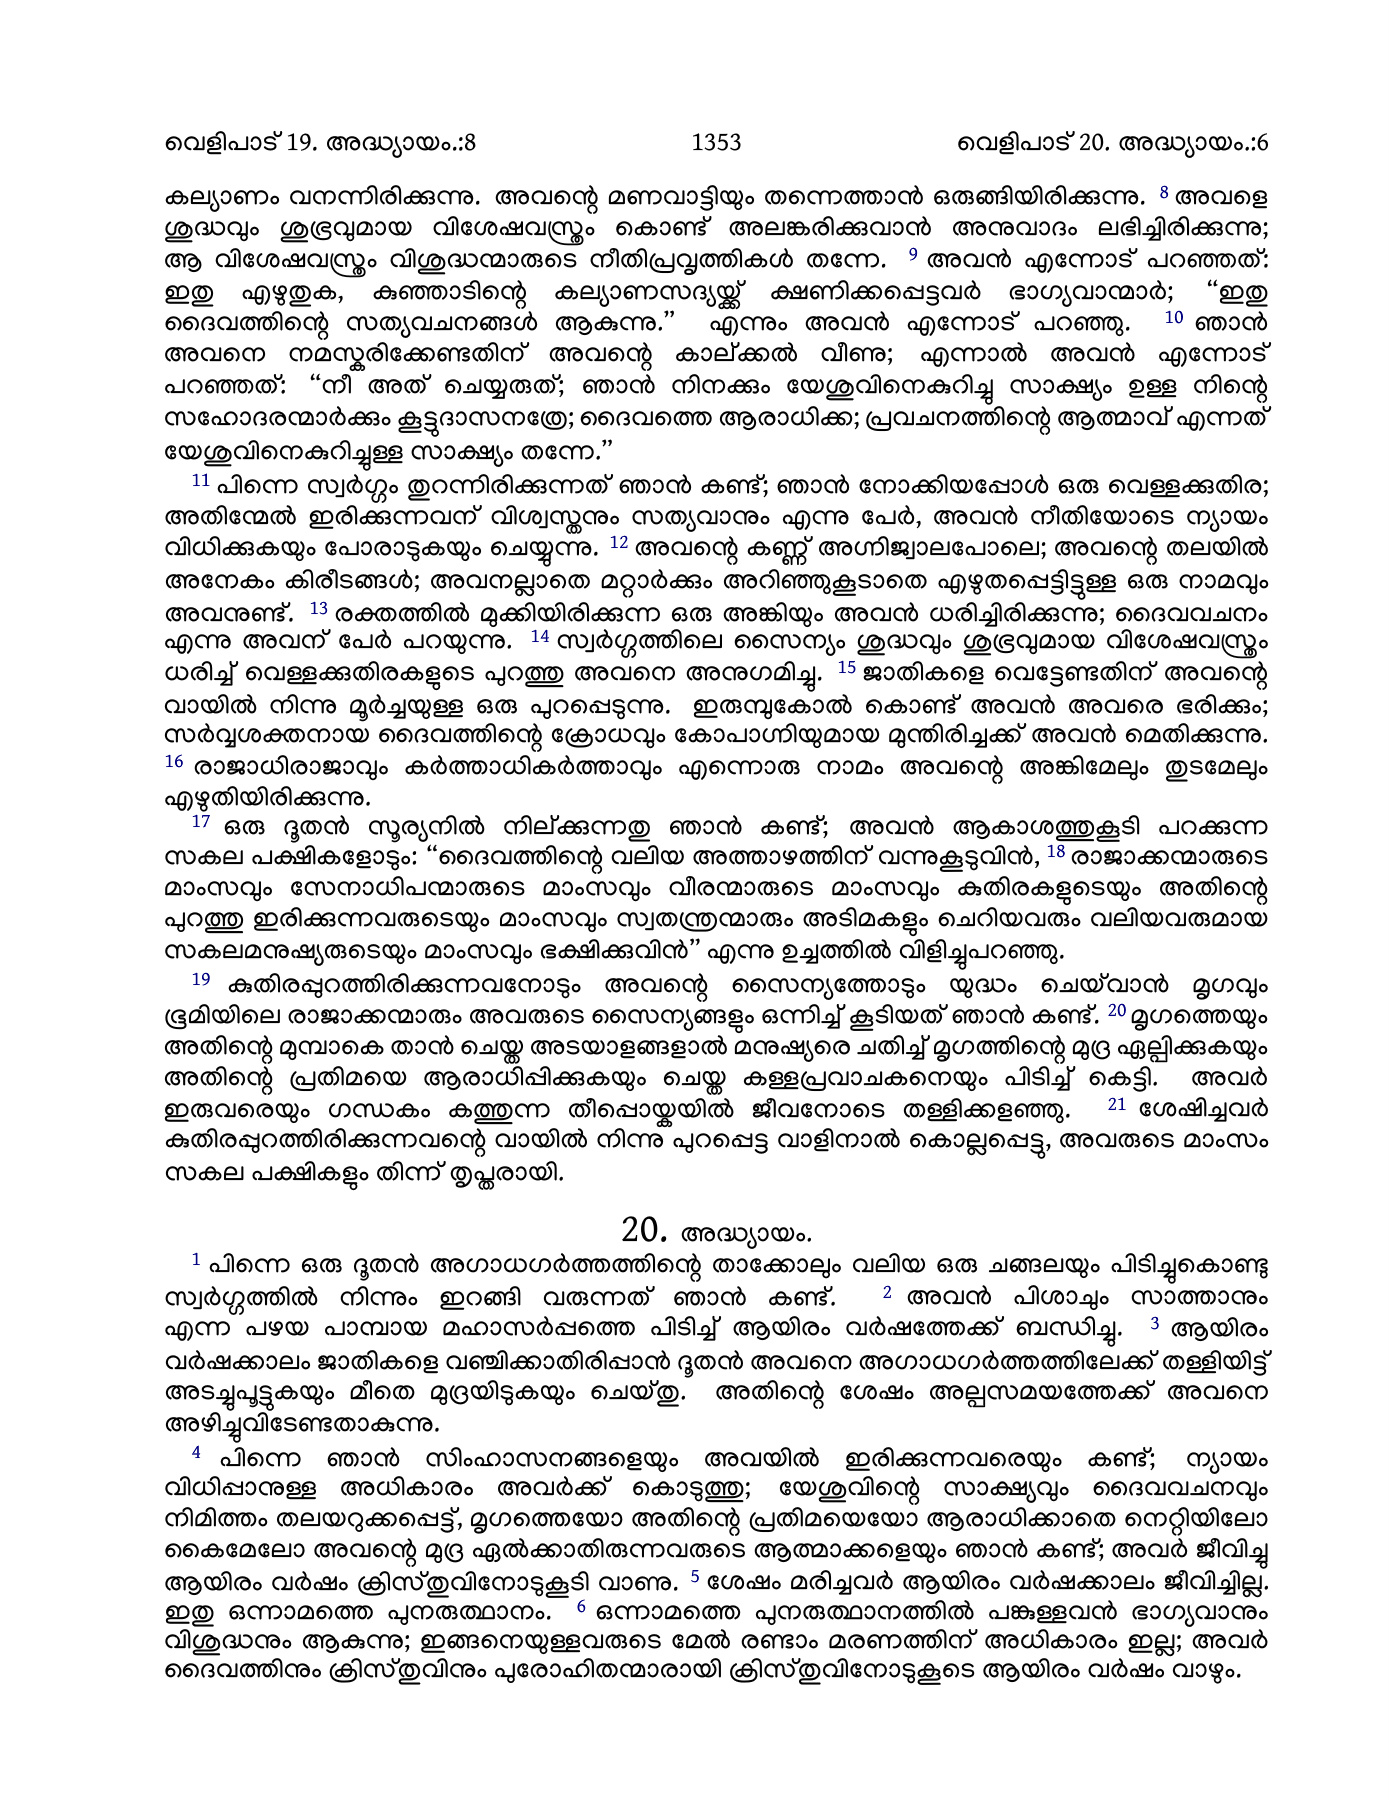 വെളിപാട് 19. അദ്ധ്യായം.:8 1353 വെളിപാട് 20. അദ്ധ്യായം.:6
കല്യാണം വനന്നിരിക്കുന്നു. അവന്റെ മണവാട്ടിയും തന്നെത്താൻ ഒരുങ്ങിയിരിക്കുന്നു. 8 അവളെ
ശുദ്ധവും ശുഭ്രവുമായ വിശേഷവസ്ത്രം കൊണ്ട് അലങ്കരിക്കുവാൻ അനുവാദം ലഭിച്ചിരിക്കുന്നു;
ആ വിശേഷവസ്ത്രം വിശുദ്ധന്മാരുടെ നീതിപ്രവൃത്തികൾ തന്നേ. 9 അവൻ എന്നോട് പറഞ്ഞത്:
ഇതു എഴുതുക, കുഞ്ഞാടിന്റെ കല്യാണസദ്യയ്ക്ക് ക്ഷണിക്കപ്പെട്ടവർ ഭാഗ്യവാന്മാർ; “ഇതു
ദൈവത്തിന്റെ സത്യവചനങ്ങൾ ആകുന്നു.” എന്നും അവൻ എന്നോട് പറഞ്ഞു. 10 ഞാൻ
അവനെ നമസ്കരിക്കേണ്ടതിന് അവന്റെ കാല്ക്കൽ വീണു; എന്നാൽ അവൻ എന്നോട്
പറഞ്ഞത്: “നീ അത് ചെയ്യരുത്; ഞാൻ നിനക്കും യേശുവിനെകുറിച്ചു സാക്ഷ്യം ഉള്ള നിന്റെ
സഹോദരന്മാർക്കും കൂട്ടുദാസനത്രേ; ദൈവത്തെ ആരാധിക്ക; പ്രവചനത്തിന്റെ ആത്മാവ് എന്നത്
യേശുവിനെകുറിച്ചുള്ള സാക്ഷ്യം തന്നേ.”
11 പിന്നെ സ്വർഗ്ഗം തുറന്നിരിക്കുന്നത് ഞാൻ കണ്ട്; ഞാൻ നോക്കിയപ്പോൾ ഒരു വെള്ളക്കുതിര;
അതിന്മേൽ ഇരിക്കുന്നവന് വിശ്വസ്തനും സത്യവാനും എന്നു പേർ, അവൻ നീതിയോടെ ന്യായം
വിധിക്കുകയും പോരാടുകയും ചെയ്യുന്നു. 12 അവന്റെ കണ്ണ് അഗ്നിജ്വാലപോലെ; അവന്റെ തലയിൽ
അനേകം കിരീടങ്ങൾ; അവനല്ലാതെ മറ്റാർക്കും അറിഞ്ഞുകൂടാതെ എഴുതപ്പെട്ടിട്ടുള്ള ഒരു നാമവും
അവനുണ്ട്. 13 രക്തത്തിൽ മുക്കിയിരിക്കുന്ന ഒരു അങ്കിയും അവൻ ധരിച്ചിരിക്കുന്നു; ദൈവവചനം
എന്നു അവന് പേർ പറയുന്നു. 14 സ്വർഗ്ഗത്തിലെ സൈന്യം ശുദ്ധവും ശുഭ്രവുമായ വിശേഷവസ്ത്രം
ധരിച്ച് വെള്ളക്കുതിരകളുടെ പുറത്തു അവനെ അനുഗമിച്ചു. 15 ജാതികളെ വെട്ടേണ്ടതിന് അവന്റെ
വായിൽ നിന്നു മൂർച്ചയുള്ള ഒരു പുറപ്പെടുന്നു. ഇരുമ്പുകോൽ കൊണ്ട് അവൻ അവരെ ഭരിക്കും;
സർവ്വശക്തനായ ദൈവത്തിന്റെ ക്രോധവും കോപാഗ്നിയുമായ മുന്തിരിച്ചക്ക് അവൻ മെതിക്കുന്നു.
16 രാജാധിരാജാവും കർത്താധികർത്താവും എന്നൊരു നാമം അവന്റെ അങ്കിമേലും തുടമേലും
എഴുതിയിരിക്കുന്നു.
17 ഒരു ദൂതൻ സൂര്യനിൽ നില്ക്കുന്നതു ഞാൻ കണ്ട്; അവൻ ആകാശത്തുകൂടി പറക്കുന്ന
സകല പക്ഷികളോടും: “ദൈവത്തിന്റെ വലിയ അത്താഴത്തിന് വന്നുകൂടുവിൻ, 18 രാജാക്കന്മാരുടെ
മാംസവും സേനാധിപന്മാരുടെ മാംസവും വീരന്മാരുടെ മാംസവും കുതിരകളുടെയും അതിന്റെ
പുറത്തു ഇരിക്കുന്നവരുടെയും മാംസവും സ്വതന്ത്രന്മാരും അടിമകളും ചെറിയവരും വലിയവരുമായ
സകലമനുഷ്യരുടെയും മാംസവും ഭക്ഷിക്കുവിൻ” എന്നു ഉച്ചത്തിൽ വിളിച്ചുപറഞ്ഞു.
19 കുതിരപ്പുറത്തിരിക്കുന്നവനോടും അവന്റെ സൈന്യത്തോടും യുദ്ധം ചെയ്‌വാൻ മൃഗവും
ഭൂമിയിലെ രാജാക്കന്മാരും അവരുടെ സൈന്യങ്ങളും ഒന്നിച്ച് കൂടിയത് ഞാൻ കണ്ട്. 20 മൃഗത്തെയും
അതിന്റെ മുമ്പാകെ താൻ ചെയ്ത അടയാളങ്ങളാൽ മനുഷ്യരെ ചതിച്ച് മൃഗത്തിന്റെ മുദ്ര ഏല്പിക്കുകയും
അതിന്റെ പ്രതിമയെ ആരാധിപ്പിക്കുകയും ചെയ്ത കള്ളപ്രവാചകനെയും പിടിച്ച് കെട്ടി. അവർ
ഇരുവരെയും ഗന്ധകം കത്തുന്ന തീപ്പൊയ്കയിൽ ജീവനോടെ തള്ളിക്കളഞ്ഞു. 21 ശേഷിച്ചവർ
കുതിരപ്പുറത്തിരിക്കുന്നവന്റെ വായിൽ നിന്നു പുറപ്പെട്ട വാളിനാൽ കൊല്ലപ്പെട്ടു, അവരുടെ മാംസം
സകല പക്ഷികളും തിന്ന് തൃപ്തരായി.
20. അദ്ധ്യായം.
1 പിന്നെ ഒരു ദൂതൻ അഗാധഗർത്തത്തിന്റെ താക്കോലും വലിയ ഒരു ചങ്ങലയും പിടിച്ചുകൊണ്ടു
സ്വർഗ്ഗത്തിൽ നിന്നും ഇറങ്ങി വരുന്നത് ഞാൻ കണ്ട്. 2 അവൻ പിശാചും സാത്താനും
എന്ന പഴയ പാമ്പായ മഹാസർപ്പത്തെ പിടിച്ച് ആയിരം വർഷത്തേക്ക് ബന്ധിച്ചു. 3 ആയിരം
വർഷക്കാലം ജാതികളെ വഞ്ചിക്കാതിരിപ്പാൻ ദൂതൻ അവനെ അഗാധഗർത്തത്തിലേക്ക് തള്ളിയിട്ട്
അടച്ചുപൂട്ടുകയും മീതെ മുദ്രയിടുകയും ചെയ്തു. അതിന്റെ ശേഷം അല്പസമയത്തേക്ക് അവനെ
അഴിച്ചുവിടേണ്ടതാകുന്നു.
4 പിന്നെ ഞാൻ സിംഹാസനങ്ങളെയും അവയിൽ ഇരിക്കുന്നവരെയും കണ്ട്; ന്യായം
വിധിപ്പാനുള്ള അധികാരം അവർക്ക് കൊടുത്തു; യേശുവിന്റെ സാക്ഷ്യവും ദൈവവചനവും
നിമിത്തം തലയറുക്കപ്പെട്ട്, മൃഗത്തെയോ അതിന്റെ പ്രതിമയെയോ ആരാധിക്കാതെ നെറ്റിയിലോ
കൈമേലോ അവന്റെ മുദ്ര ഏൽക്കാതിരുന്നവരുടെ ആത്മാക്കളെയും ഞാൻ കണ്ട്; അവർ ജീവിച്ചു
ആയിരം വർഷം ക്രിസ്തുവിനോടുകൂടി വാണു. 5 ശേഷം മരിച്ചവർ ആയിരം വർഷക്കാലം ജീവിച്ചില്ല.
ഇതു ഒന്നാമത്തെ പുനരുത്ഥാനം. 6 ഒന്നാമത്തെ പുനരുത്ഥാനത്തിൽ പങ്കുള്ളവൻ ഭാഗ്യവാനും
വിശുദ്ധനും ആകുന്നു; ഇങ്ങനെയുള്ളവരുടെ മേൽ രണ്ടാം മരണത്തിന് അധികാരം ഇല്ല; അവർ
ദൈവത്തിനും ക്രിസ്തുവിനും പുരോഹിതന്മാരായി ക്രിസ്തുവിനോടുകൂടെ ആയിരം വർഷം വാഴും.